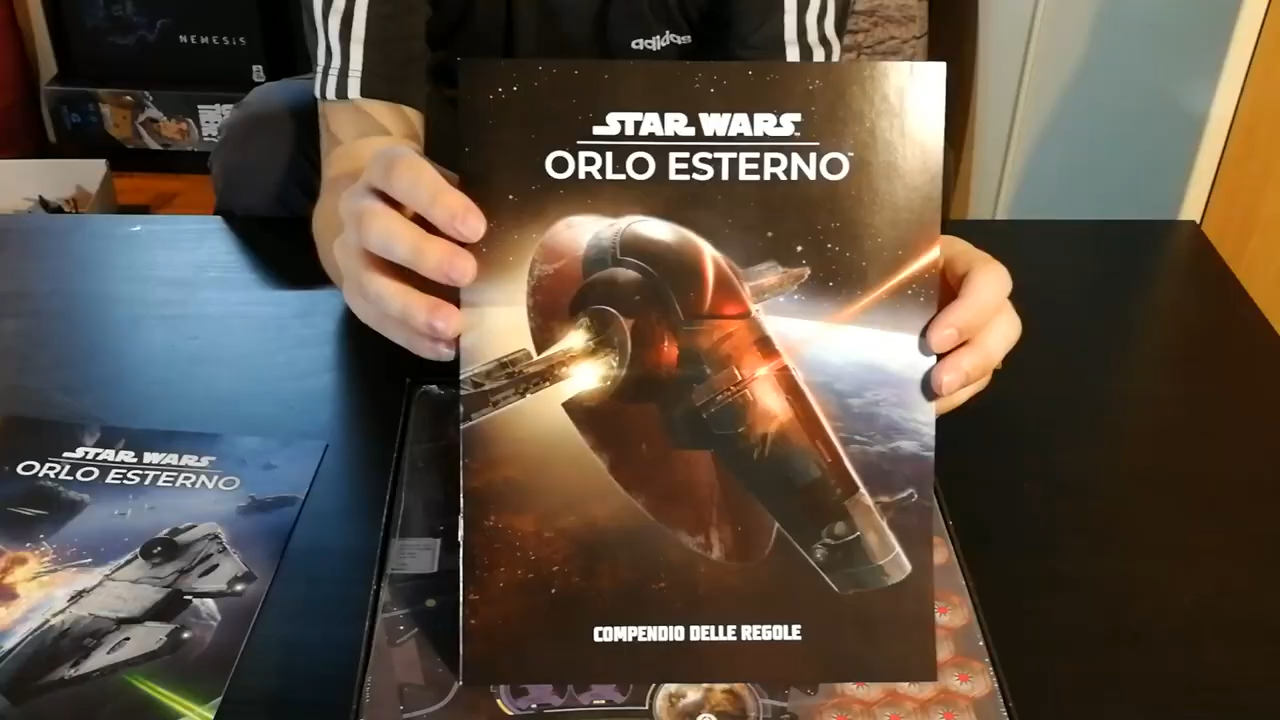 NEMESIS
adidas
STAR WARS
ORLO ESTERNO
COMPENDIO DELLE REGOLE
STAR WARS
ORLO ESTERNO